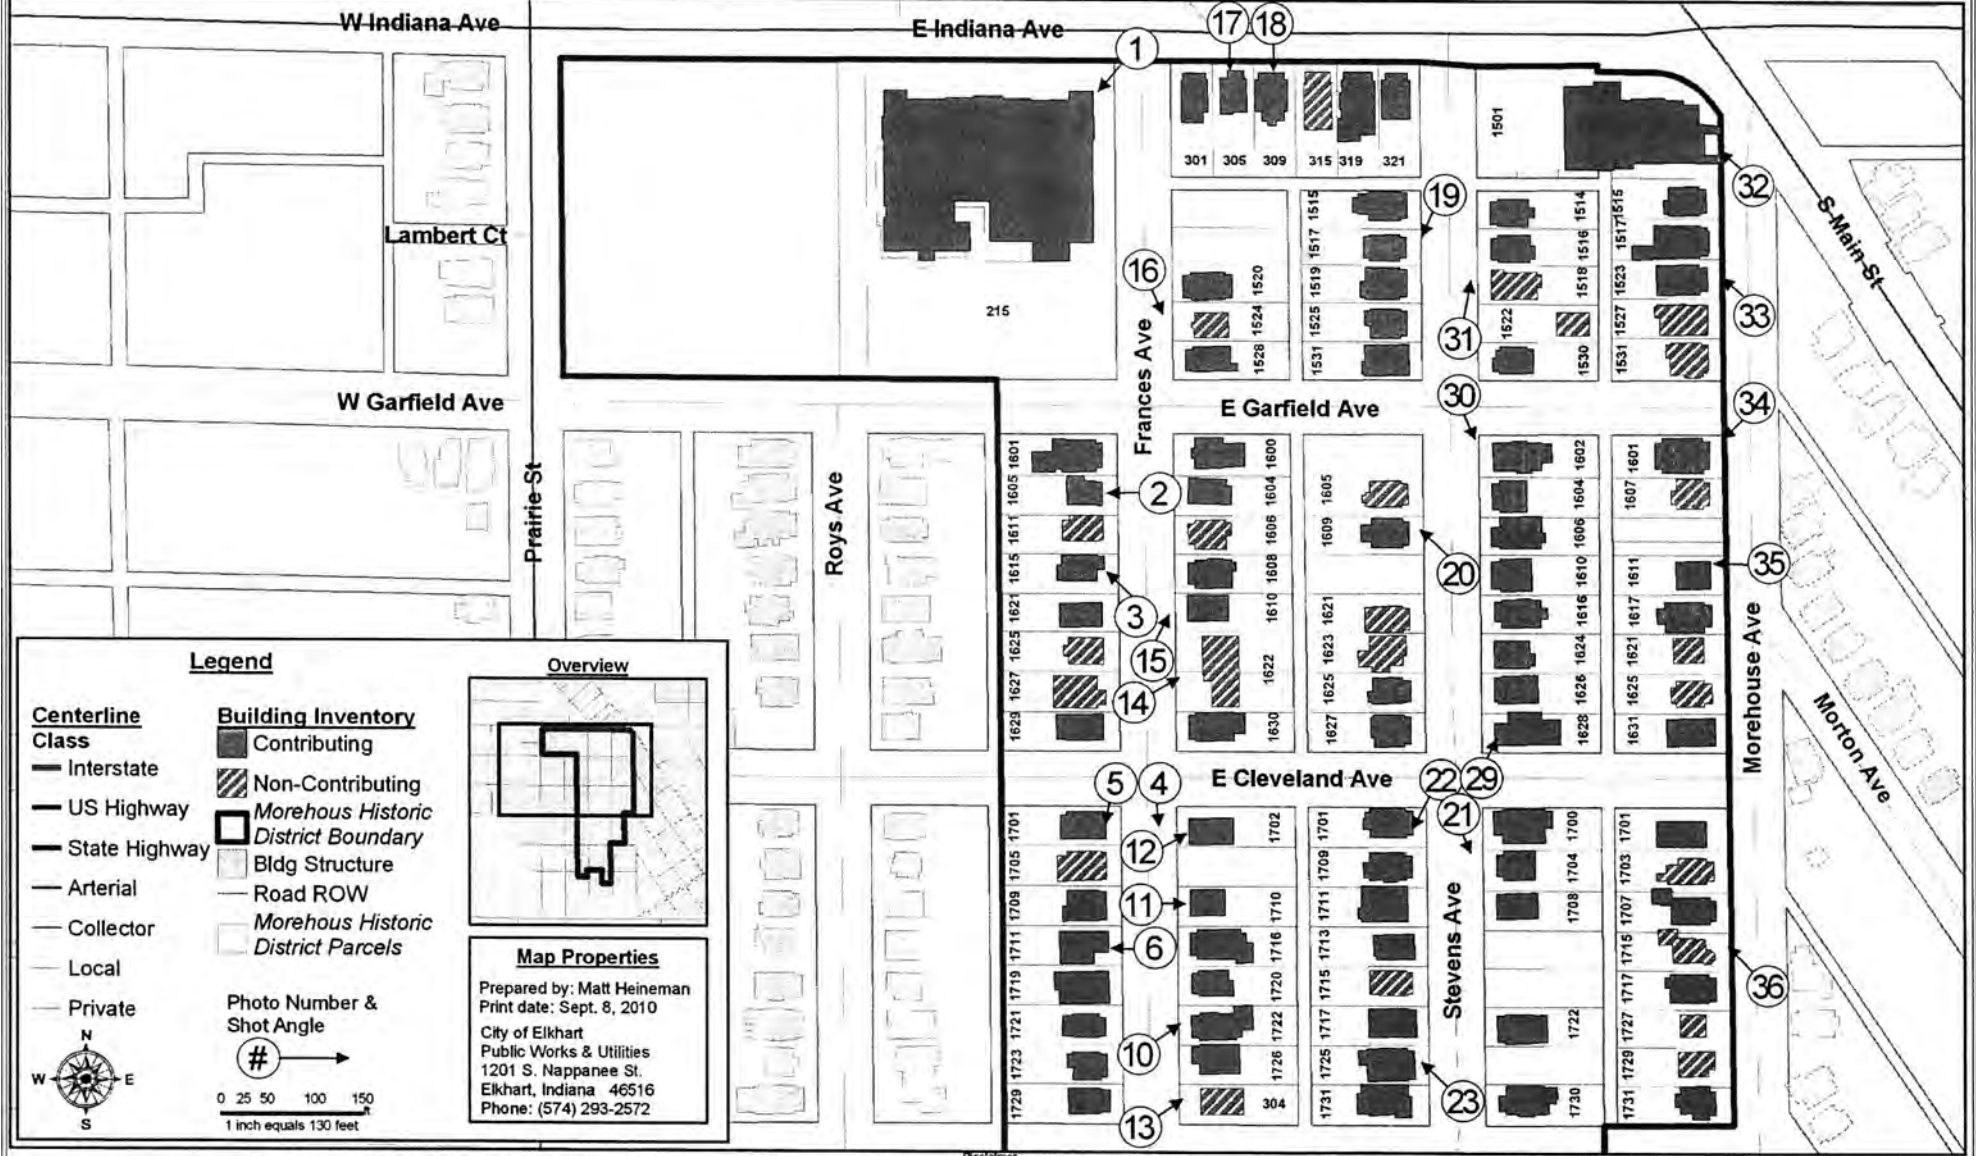 W Indiana Ave
E Indiana Ave
17
18
1
301
305
309
315
319
321
1501
32
S Main St
Lambert Ct
215
16
19
1520
1524
1528
1515
1517
1519
1525
1531
31
1514
1516
1518
1522
1530
1515
1517
1523
1527
1531
33
W Garfield Ave
Frances Ave
E Garfield Ave
30
34
Prairie St
Roys Ave
1601
1605
1611
1615
1621
1625
1627
1629
2
3
15
14
1600
1604
1606
1608
1610
1622
1630
1605
1609
1621
1623
1625
1627
20
1602
1604
1606
1610
1616
1624
1626
1628
1601
1607
1611
1617
1621
1625
1631
35
Morehouse Ave
Morton Ave
E Cleveland Ave
5
4
22
29
21
1701
1705
1709
1711
1719
1721
1723
1729
12
11
6
10
13
1702
1710
1716
1720
1722
1726
304
1701
1709
1711
1713
1715
1717
1725
1731
Stevens Ave
23
1700
1704
1708
1722
1730
1701
1703
1707
1715
1717
1727
1729
1731
36
Legend
Centerline
Class
Interstate
US Highway
State Highway
Arterial
Collector
Local
Private
Building Inventory
Contributing
Non-Contributing
Morehous Historic
District Boundary
Bldg Structure
Road ROW
Morehous Historic
District Parcels
Photo Number &
Shot Angle
#
N
W E
S
0 25 50 100 150
ft
1 inch equals 130 feet
Overview
Map Properties
Prepared by: Matt Heineman
Print date: Sept. 8, 2010
City of Elkhart
Public Works & Utilities
1201 S. Nappanee St.
Elkhart, Indiana 46516
Phone: (574) 293-2572
Disclaimer